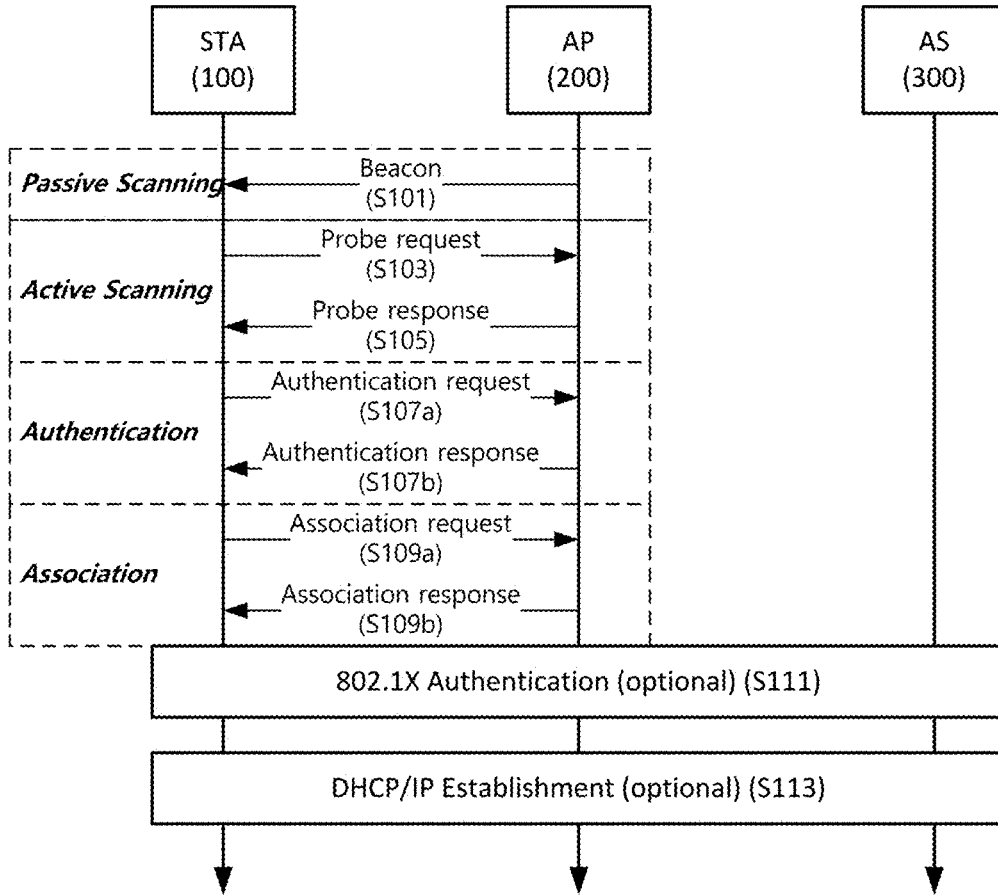 STA
(100)
AP
(200)
AS
(300)
Passive Scanning
Beacon
(S101)
Active Scanning
Probe request
(S103)
Probe response
(S105)
Authentication
Authentication request
(S107a)
Authentication response
(S107b)
Association
Association request
(S109a)
Association response
(S109b)
802.1X Authentication (optional) (S111)
DHCP/IP Establishment (optional) (S113)